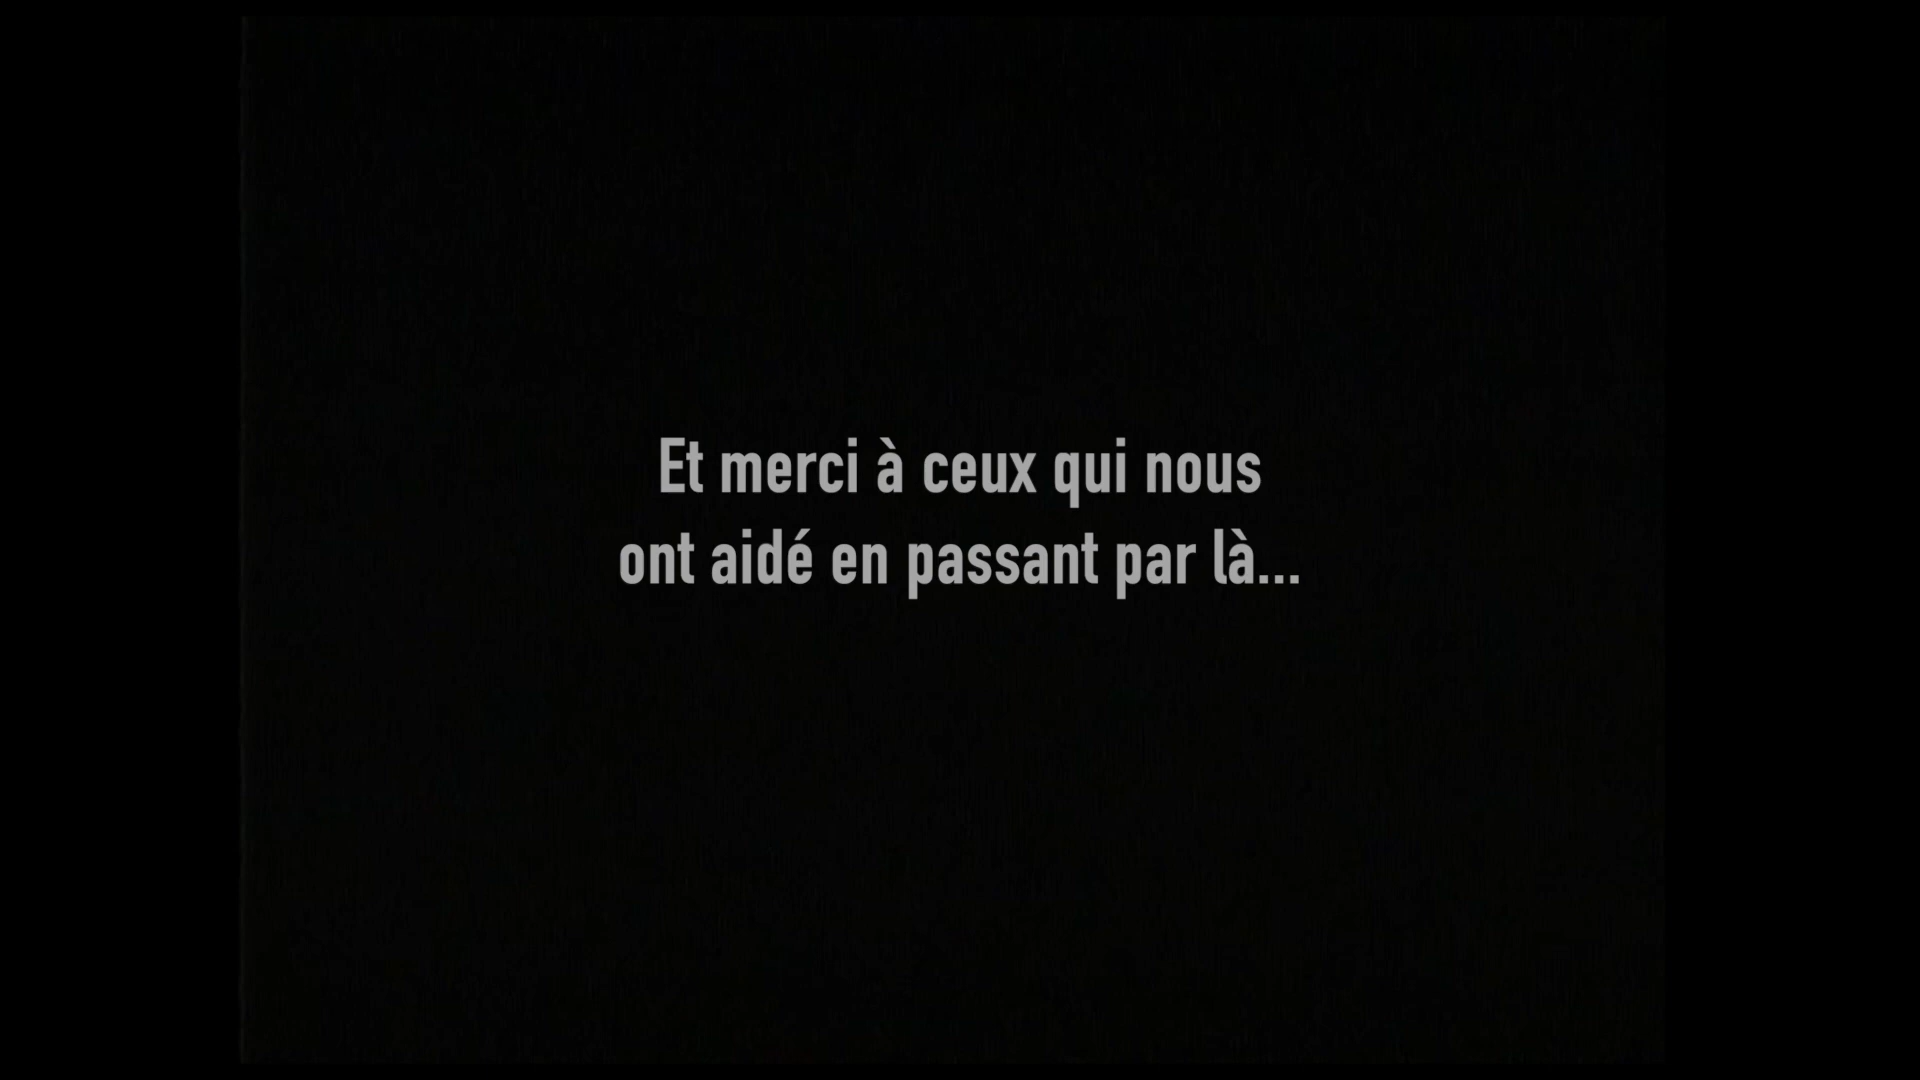 Et merci à ceux qui nous
ont aidé en passant par là...